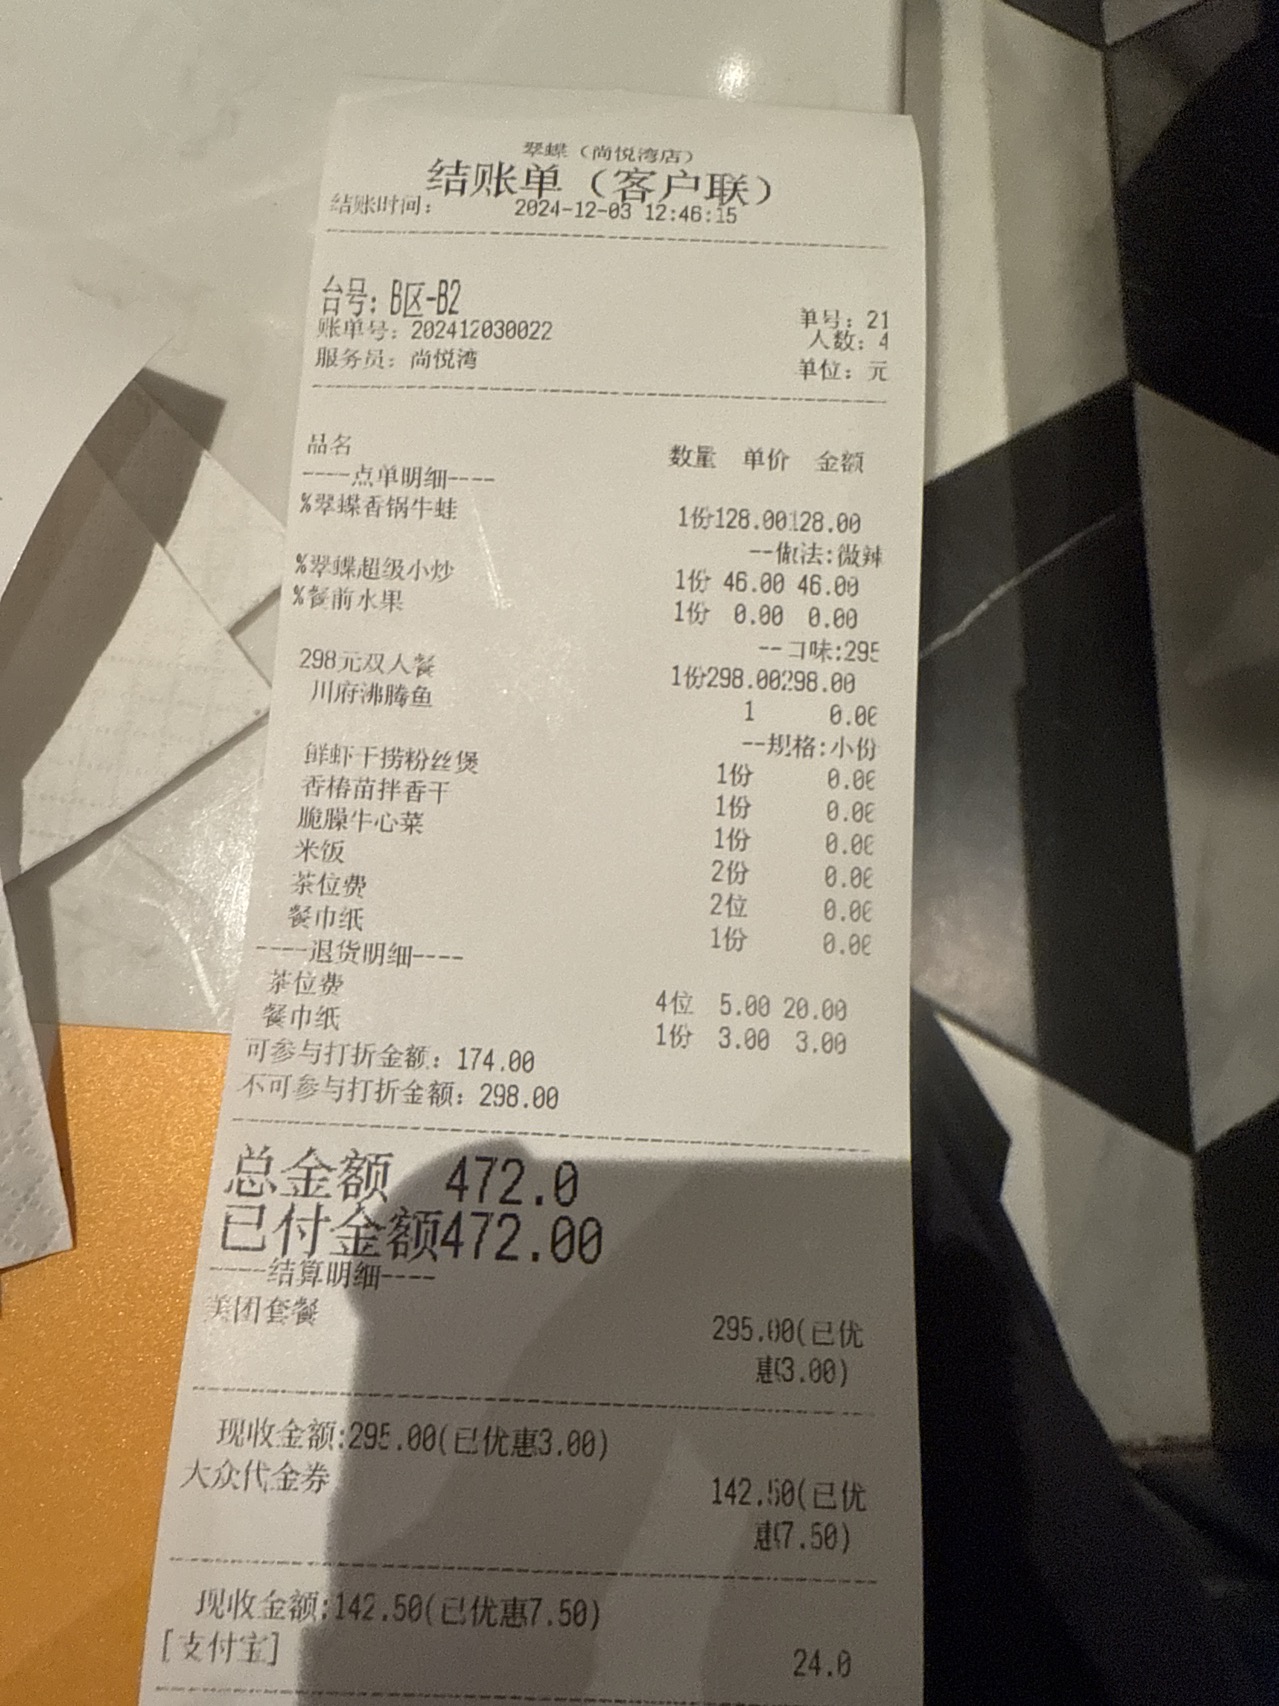 翠蝶（尚悦湾店）
结账单（客户联）
结账时间： 2024-12-03 12:46:15
台号：B区-B2
单号：21
账单号：202412030022 人数：4
服务员：尚悦湾 单位：元
品名 数量 单价 金额
----点单明细----
%翠蝶香锅牛蛙 1份128.00128.00
--做法:微辣
%翠蝶超级小炒 1份 46.00 46.00
%餐前水果 1份 0.00 0.00
--口味:295
298元双人餐 1份298.00298.00
川府沸腾鱼 1 0.00
--规格:小份
鲜虾干捞粉丝煲 1份 0.00
香椿苗拌香干 1份 0.00
脆臊牛心菜 1份 0.00
米饭 2份 0.00
茶位费 2位 0.00
餐巾纸 1份 0.00
----退货明细----
茶位费 4位 5.00 20.00
餐巾纸 1份 3.00 3.00
可参与打折金额：174.00
不可参与打折金额：298.00
总金额 472.0
已付金额472.00
----结算明细----
美团套餐 295.00(已优
惠3.00)
现收金额:295.00(已优惠3.00)
大众代金券 142.50(已优
惠7.50)
现收金额:142.50(已优惠7.50)
[支付宝] 24.0